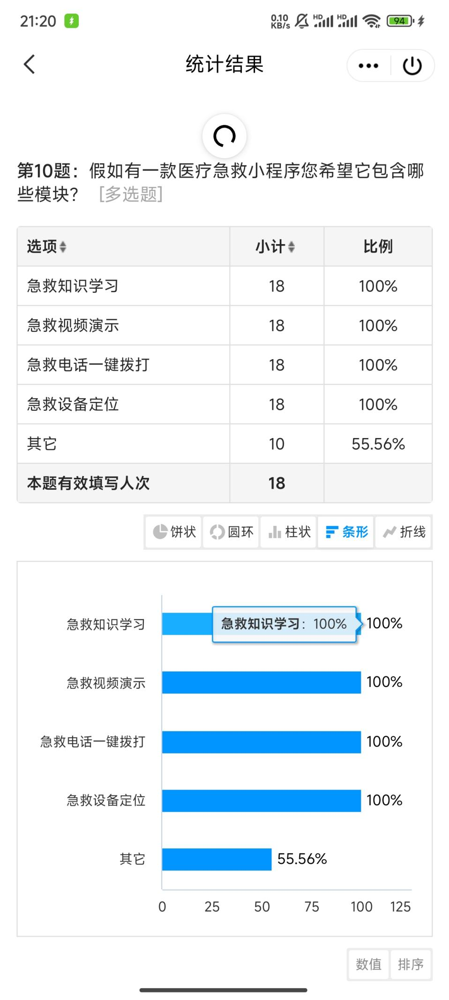 21:20
0.10 KB/s HD HD 94
统计结果
第10题：假如有一款医疗急救小程序您希望它包含哪
些模块？ [多选题]
选项 小计 比例
急救知识学习 18 100%
急救视频演示 18 100%
急救电话一键拨打 18 100%
急救设备定位 18 100%
其它 10 55.56%
本题有效填写人次 18
饼状 圆环 柱状 条形 折线
急救知识学习 急救知识学习：100% 100%
急救视频演示 100%
急救电话一键拨打 100%
急救设备定位 100%
其它 55.56%
0 25 50 75 100 125
数值 排序